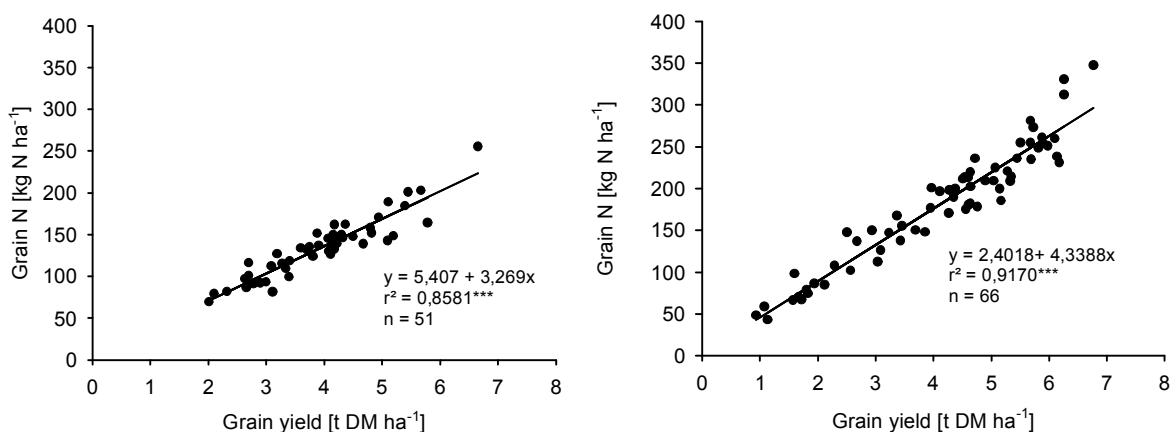 Grain N [kg N ha⁻¹]
400
350
300
250
200
150
100
50
0
0 1 2 3 4 5 6 7 8
Grain yield [t DM ha⁻¹]
y = 5,407 + 3,269x
r² = 0,8581***
n = 51
Grain N [kg N ha⁻¹]
400
350
300
250
200
150
100
50
0
0 1 2 3 4 5 6 7 8
Grain yield [t DM ha⁻¹]
y = 2,4018+ 4,3388x
r² = 0,9170***
n = 66